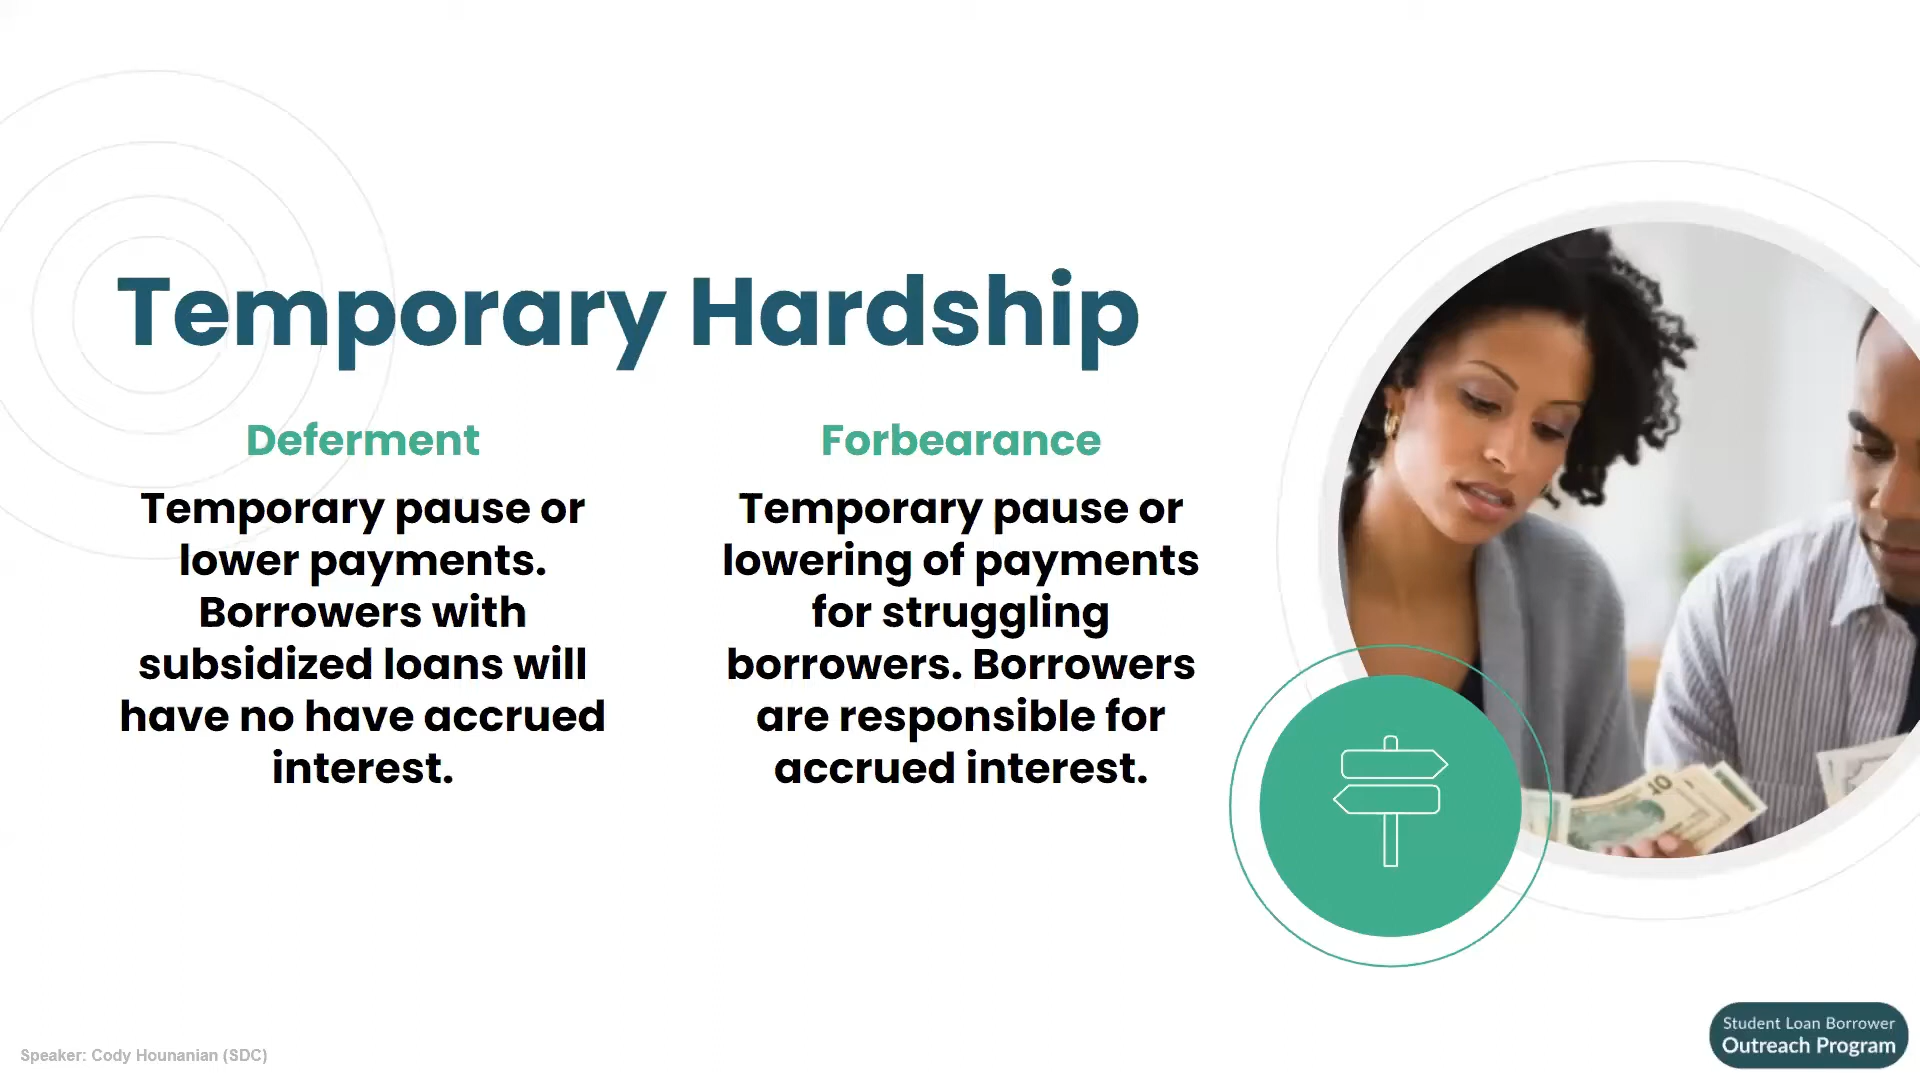 Temporary Hardship
Deferment
Temporary pause or
lower payments.
Borrowers with
subsidized loans will
have no have accrued
interest.
Forbearance
Temporary pause or
lowering of payments
for struggling
borrowers. Borrowers
are responsible for
accrued interest.
10
Student Loan Borrower
Outreach Program
Speaker: Cody Hounanian (SDC)